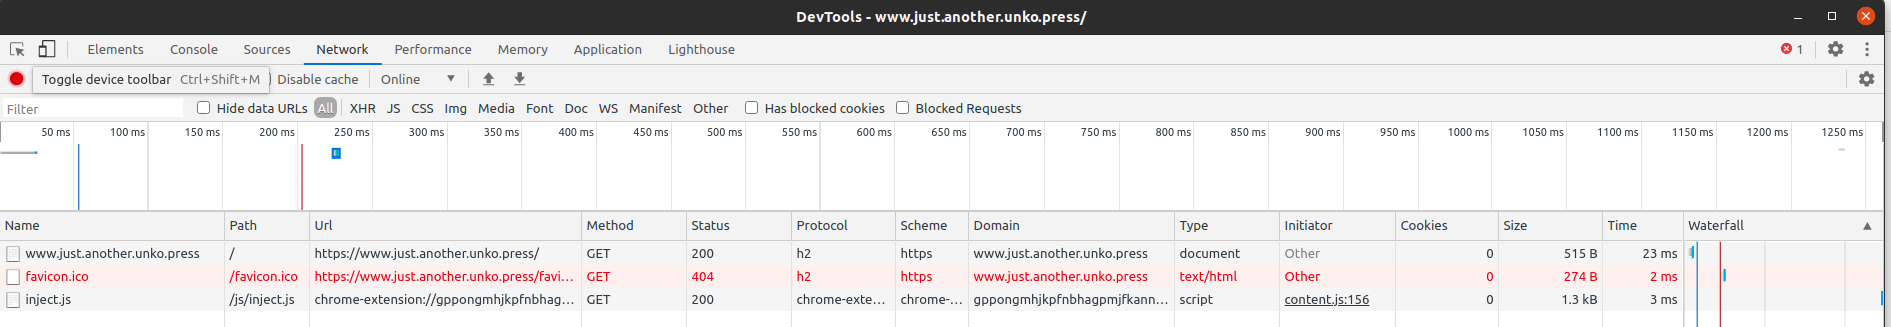 DevTools - www.just.another.unko.press/
Elements Console Sources Network Performance Memory Application Lighthouse 1
Toggle device toolbar Ctrl+Shift+M Disable cache Online
Filter Hide data URLs All XHR JS CSS Img Media Font Doc WS Manifest Other Has blocked cookies Blocked Requests
50 ms 100 ms 150 ms 200 ms 250 ms 300 ms 350 ms 400 ms 450 ms 500 ms 550 ms 600 ms 650 ms 700 ms 750 ms 800 ms 850 ms 900 ms 950 ms 1000 ms 1050 ms 1100 ms 1150 ms 1200 ms 1250 ms
Name Path Url Method Status Protocol Scheme Domain Type Initiator Cookies Size Time Waterfall
www.just.another.unko.press / https://www.just.another.unko.press/ GET 200 h2 https www.just.another.unko.press document Other 0 515 B 23 ms
favicon.ico /favicon.ico https://www.just.another.unko.press/favi... GET 404 h2 https www.just.another.unko.press text/html Other 0 274 B 2 ms
inject.js /js/inject.js chrome-extension://gppongmhjkpfnbhag... GET 200 chrome-exte... chrome-... gppongmhjkpfnbhagpmjfkann... script content.js:156 0 1.3 kB 3 ms